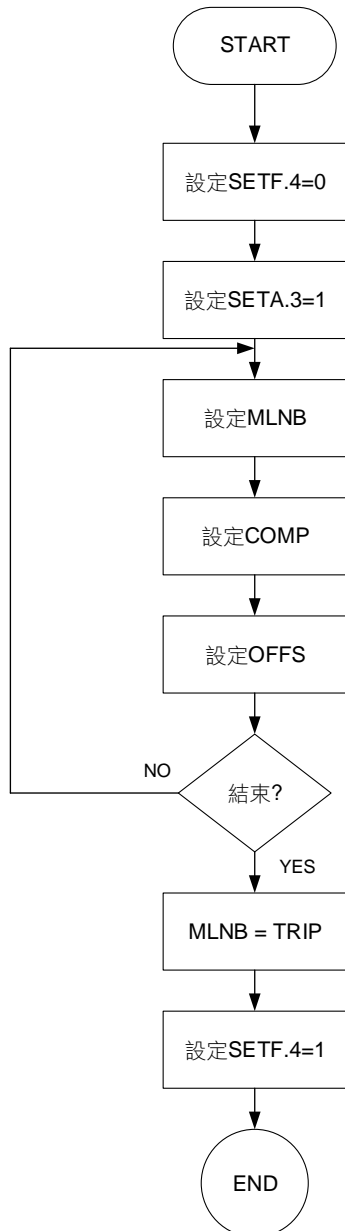 START
設定SETF.4=0
設定SETA.3=1
設定MLNB
設定COMP
設定OFFS
NO
結束?
YES
MLNB = TRIP
設定SETF.4=1
END